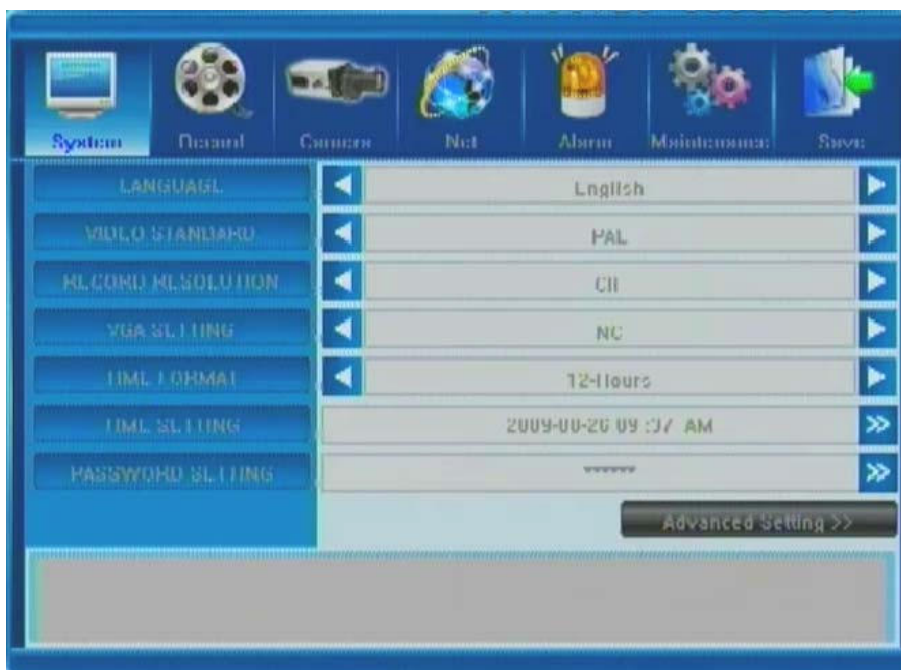 System Record Camera Net Alarm Maintenance Save
LANGUAGE English
VIDEO STANDARD PAL
RECORD RESOLUTION CIF
VGA SETTING NC
TIME FORMAT 12-Hours
TIME SETTING AM
PASSWORD SETTING ******
Advanced Setting >>